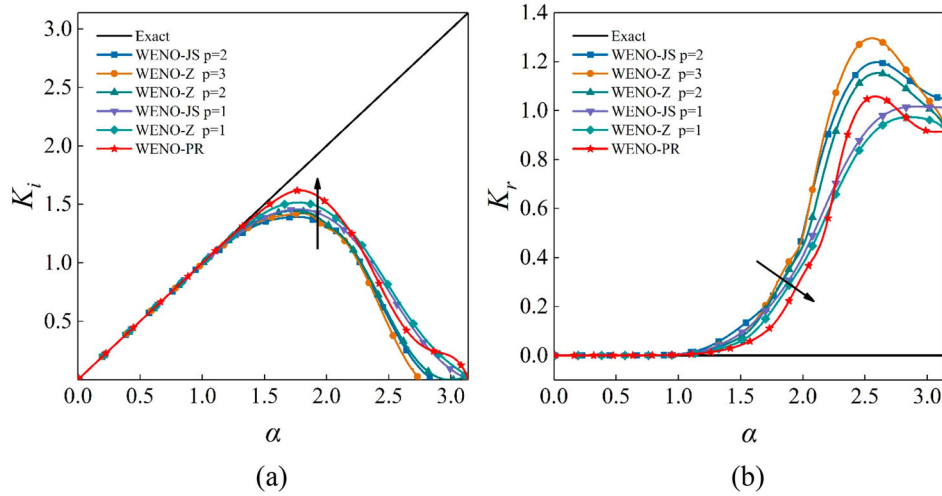 3.0
2.5
2.0
1.5
1.0
0.5
K_i
Exact
WENO-JS p=2
WENO-Z p=3
WENO-Z p=2
WENO-JS p=1
WENO-Z p=1
WENO-PR
0.0 0.5 1.0 1.5 2.0 2.5 3.0
α
(a)
1.4
1.2
1.0
0.8
0.6
0.4
0.2
0.0
K_r
Exact
WENO-JS p=2
WENO-Z p=3
WENO-Z p=2
WENO-JS p=1
WENO-Z p=1
WENO-PR
0.0 0.5 1.0 1.5 2.0 2.5 3.0
α
(b)